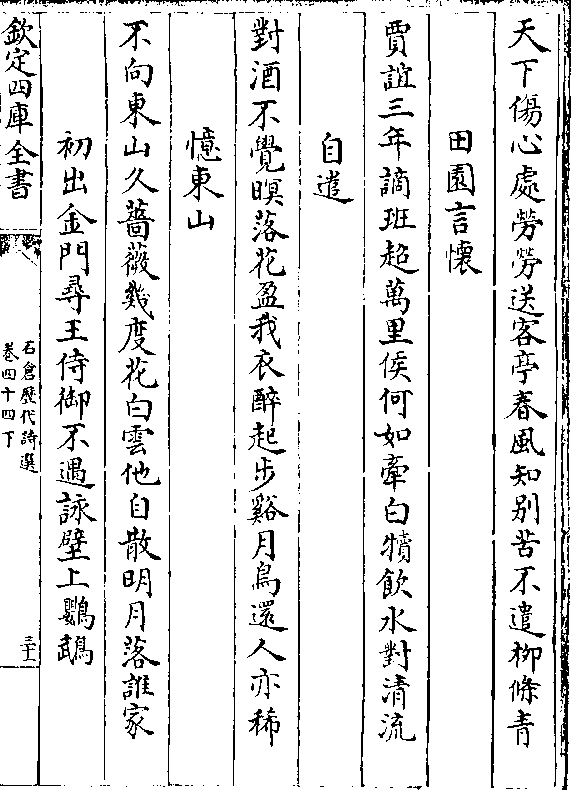 天下傷心處勞勞送客亭春風知别苦不遣柳條青
田園言懷
賈誼三年謫班超萬里侯何如牽白犢飲水對清流
自遣
對酒不覺暝落花盈我衣醉起步谿月鳥還人亦稀
憶東山
不向東山久薔薇幾度花白雲他自散明月落誰家
初出金門尋王侍御不遇詠壁上鸚鵡
欽定四庫全書
石倉歷代詩選
卷四十四下
三十一